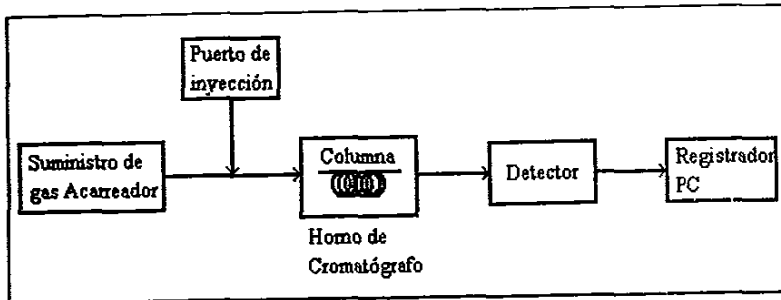 Puerto de
inyección
Suministro de
gas Acarreador
Columna
Detector
Registrador
PC
Horno de
Cromatógrafo